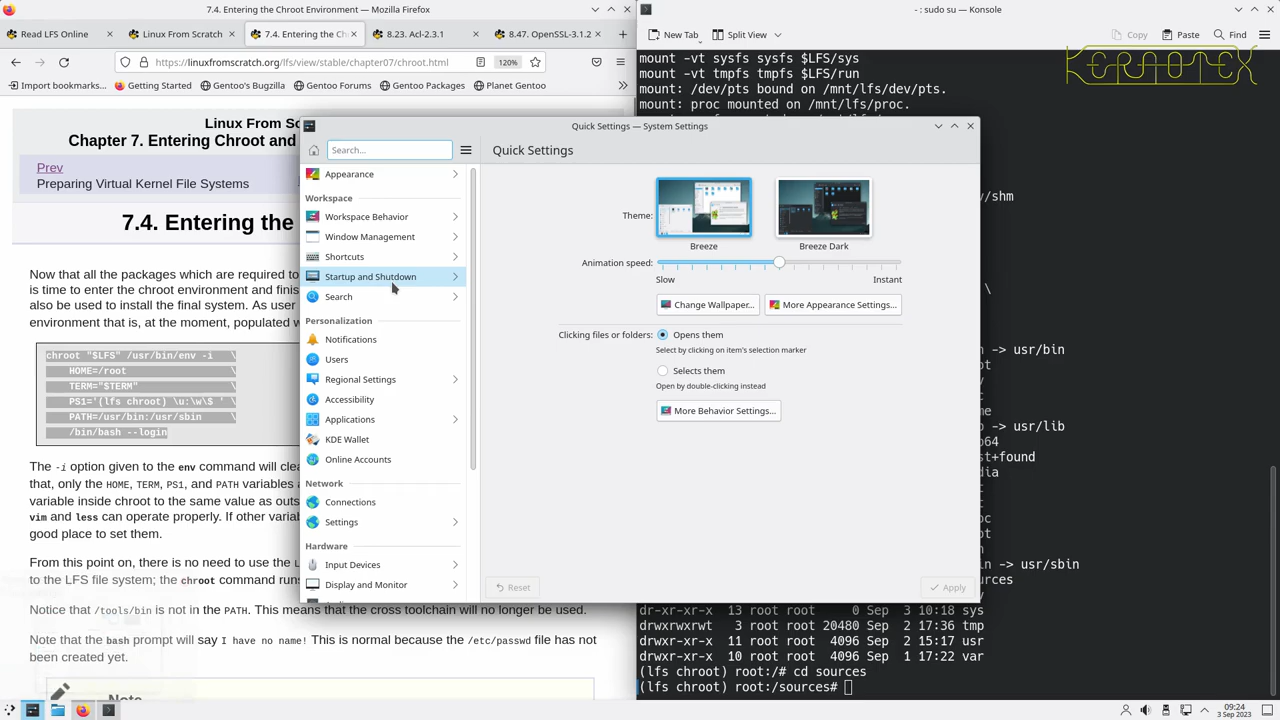 7.4. Entering the Chroot Environment — Mozilla Firefox
Read LFS Online
Linux From Scratch
7.4. Entering the Ch
8.23. Acl-2.3.1
8.47. OpenSSL-3.1.2
https://linuxfromscratch.org/lfs/view/stable/chapter07/chroot.html
120%
Import bookmarks...
Getting Started
Gentoo's Bugzilla
Gentoo Forums
Gentoo Packages
Planet Gentoo
Linux From Sc
Chapter 7. Entering Chroot and
Prev
Preparing Virtual Kernel File Systems
7.4. Entering the
Now that all the packages which are required to
is time to enter the chroot environment and finis
also be used to install the final system. As user
environment that is, at the moment, populated w
chroot "$LFS" /usr/bin/env -i \
HOME=/root \
TERM="$TERM" \
PS1='(lfs chroot) \u:\w\$ ' \
PATH=/usr/bin:/usr/sbin \
/bin/bash --login
The -i option given to the env command will clea
that, only the HOME, TERM, PS1, and PATH variables a
variable inside chroot to the same value as outs
vim and less can operate properly. If other varia
good place to set them.
From this point on, there is no need to use the
to the LFS file system; the chroot command runs
Notice that /tools/bin is not in the PATH. This means that the cross toolchain will no longer be used.
Note that the bash prompt will say I have no name! This is normal because the /etc/passwd file has not
been created yet.
Note
Quick Settings — System Settings
Search...
Quick Settings
Appearance
Workspace
Workspace Behavior
Window Management
Shortcuts
Startup and Shutdown
Search
Personalization
Notifications
Users
Regional Settings
Accessibility
Applications
KDE Wallet
Online Accounts
Network
Connections
Settings
Hardware
Input Devices
Display and Monitor
Theme:
Breeze
Breeze Dark
Animation speed:
Slow
Instant
Change Wallpaper...
More Appearance Settings...
Clicking files or folders:
Opens them
Select by clicking on item's selection marker
Selects them
Open by double-clicking instead
More Behavior Settings...
Reset
Apply
- : sudo su — Konsole
New Tab
Split View
Copy
Paste
Find
mount -vt sysfs sysfs $LFS/sys
mount -vt tmpfs tmpfs $LFS/run
mount: /dev/pts bound on /mnt/lfs/dev/pts.
mount: proc mounted on /mnt/lfs/proc.
/shm
\
-> usr/bin
-> usr/lib
st+found
-> usr/sbin
dr-xr-xr-x 13 root root 0 Sep 3 10:18 sys
drwxrwxrwt 3 root root 20480 Sep 2 17:36 tmp
drwxr-xr-x 11 root root 4096 Sep 2 15:17 usr
drwxr-xr-x 10 root root 4096 Sep 1 17:22 var
(lfs chroot) root:/# cd sources
(lfs chroot) root:/sources#
09:24
3 Sep 2023